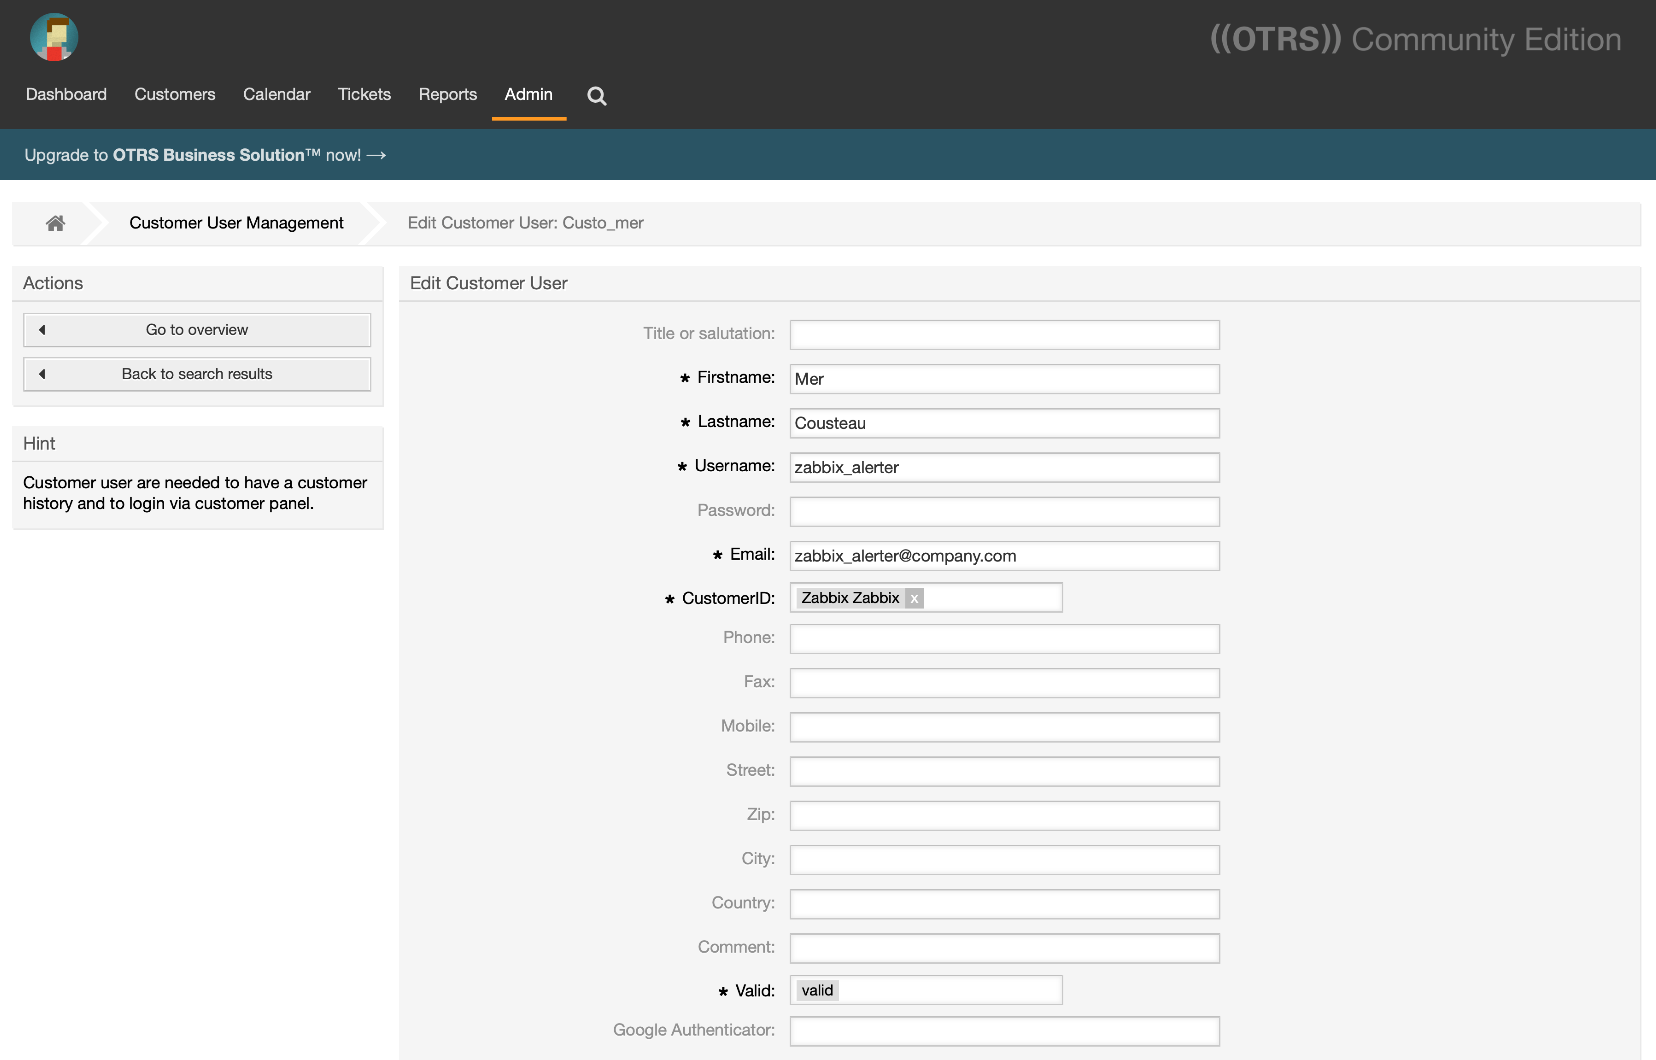 ((OTRS)) Community Edition
Dashboard Customers Calendar Tickets Reports Admin
Upgrade to OTRS Business Solution™ now! →
Customer User Management Edit Customer User: Custo_mer
Actions
Go to overview
Back to search results
Hint
Customer user are needed to have a customer
history and to login via customer panel.
Edit Customer User
Title or salutation:
* Firstname: Mer
* Lastname: Cousteau
* Username: zabbix_alerter
Password:
* Email: zabbix_alerter@company.com
* CustomerID: Zabbix Zabbix x
Phone:
Fax:
Mobile:
Street:
Zip:
City:
Country:
Comment:
* Valid: valid
Google Authenticator: